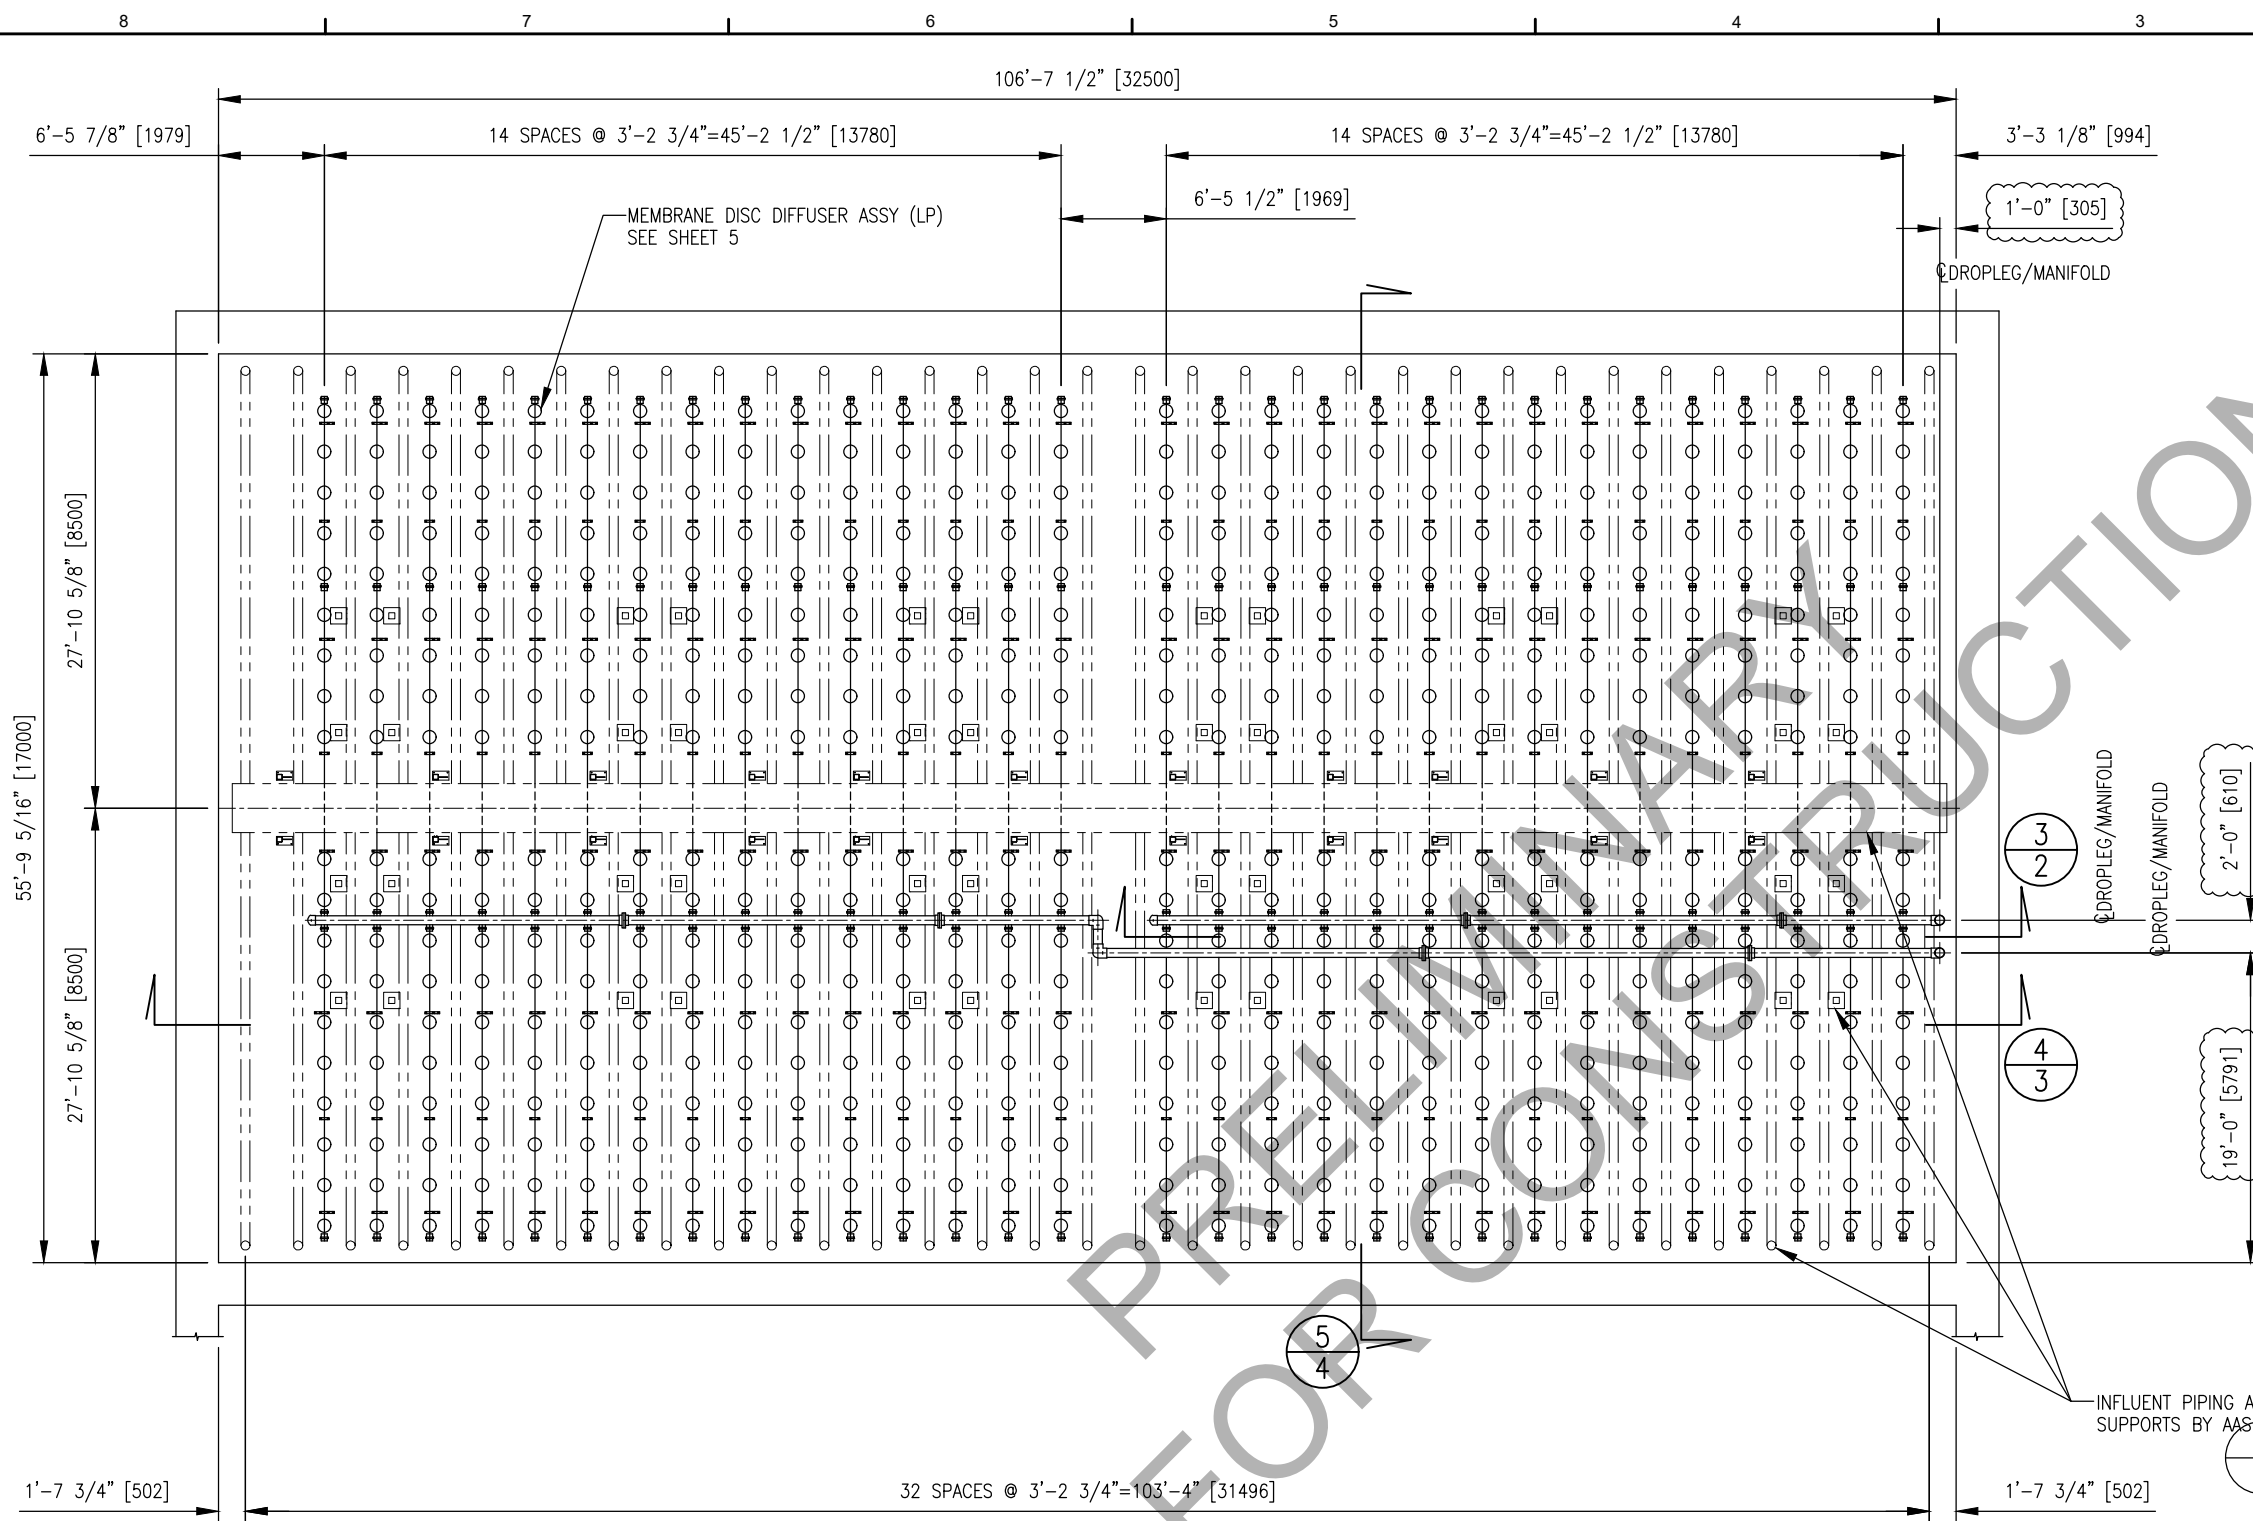 8 7 6 5 4 3
106'-7 1/2" [32500]
6'-5 7/8" [1979]
14 SPACES @ 3'-2 3/4"=45'-2 1/2" [13780]
14 SPACES @ 3'-2 3/4"=45'-2 1/2" [13780]
3'-3 1/8" [994]
6'-5 1/2" [1969]
1'-0" [305]
MEMBRANE DISC DIFFUSER ASSY (LP)
SEE SHEET 5
℄DROPLEG/MANIFOLD
27'-10 5/8" [8500]
55'-9 5/16" [17000]
27'-10 5/8" [8500]
℄DROPLEG/MANIFOLD
℄DROPLEG/MANIFOLD
2'-0" [610]
19'-0" [5791]
3
2
4
3
5
4
PRELIMINARY
FOR CONSTRUCTION
INFLUENT PIPING
SUPPORTS BY
1'-7 3/4" [502]
32 SPACES @ 3'-2 3/4"=103'-4" [31496]
1'-7 3/4" [502]